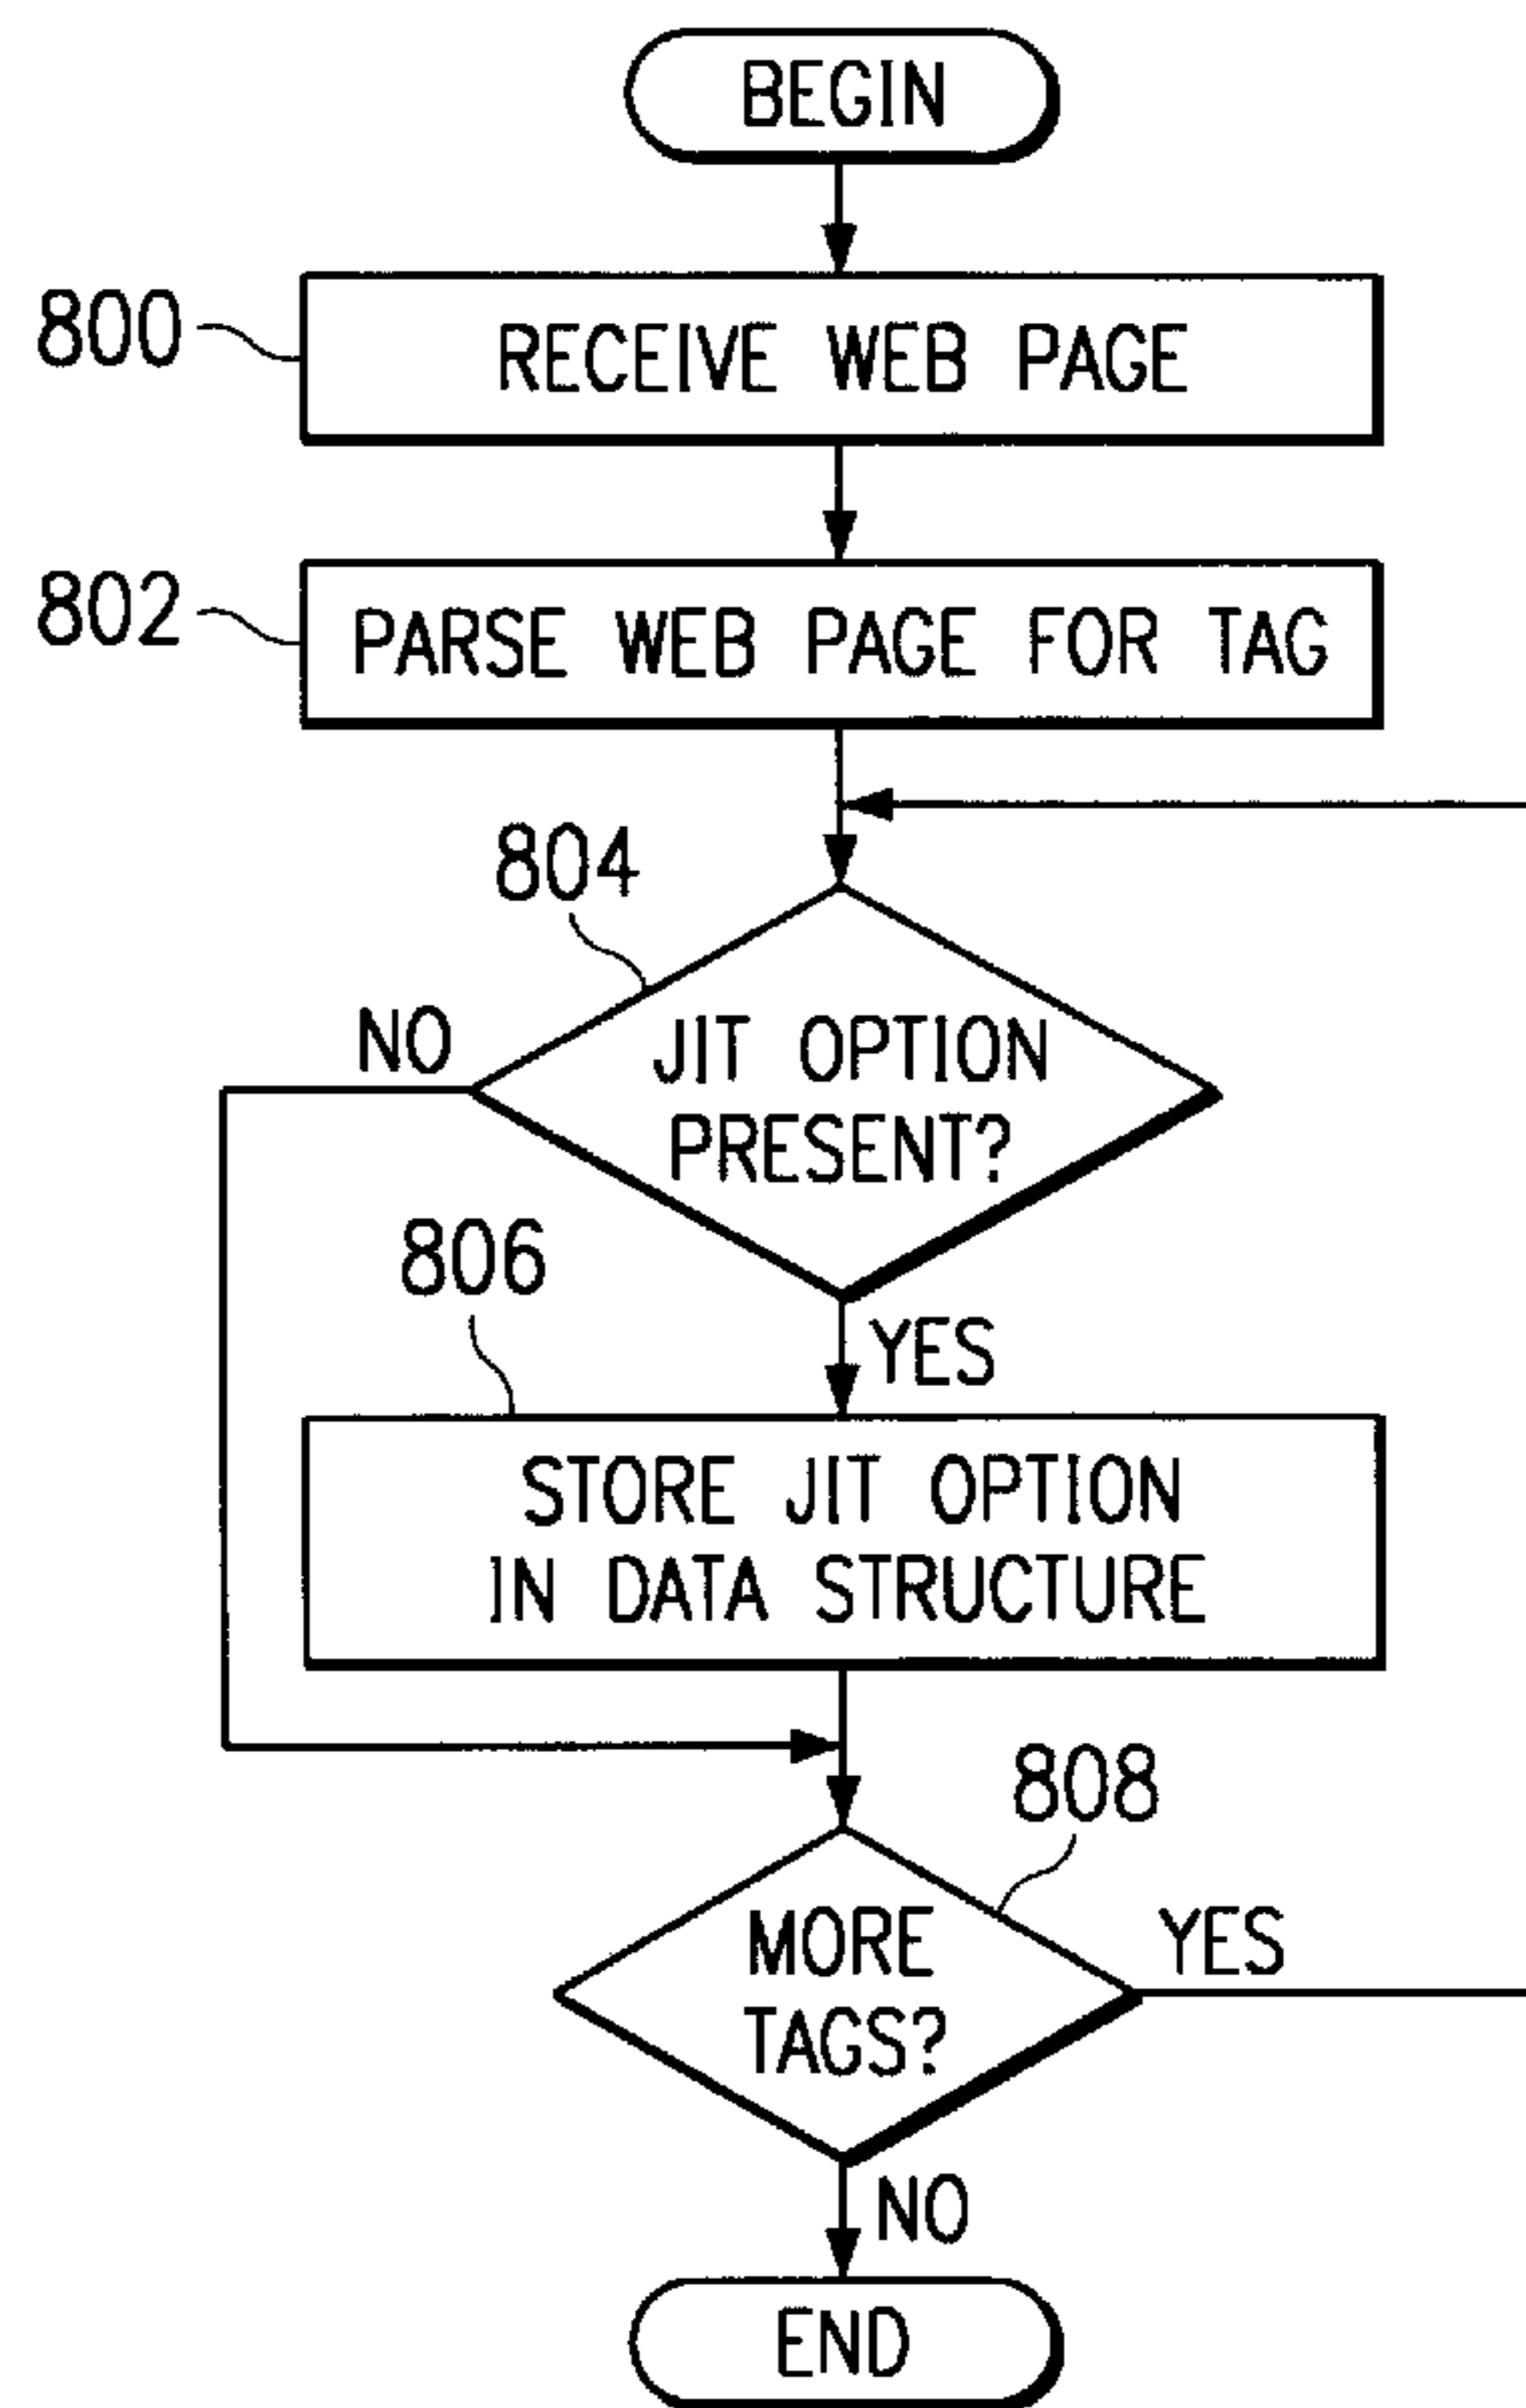 BEGIN
800
RECEIVE WEB PAGE
802
PARSE WEB PAGE FOR TAG
804
NO
JIT OPTION
PRESENT?
806
YES
STORE JIT OPTION
IN DATA STRUCTURE
808
MORE
TAGS?
YES
NO
END